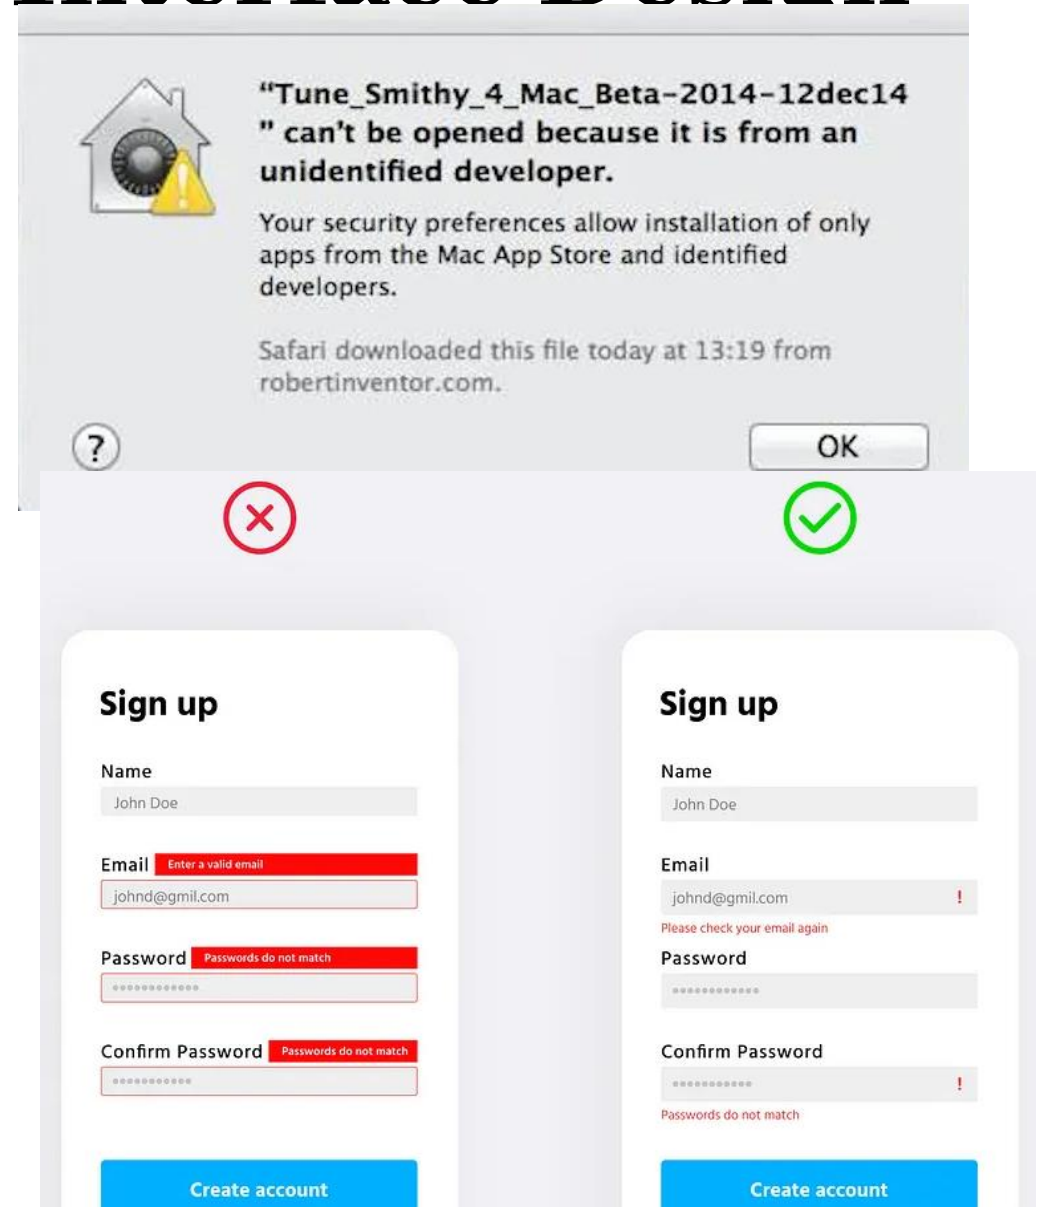 Interface Design
“Tune_Smithy_4_Mac_Beta-2014-12dec14
” can’t be opened because it is from an
unidentified developer.
Your security preferences allow installation of only
apps from the Mac App Store and identified
developers.
Safari downloaded this file today at 13:19 from
robertinventor.com.
?
OK
Sign up
Name
John Doe
Email Enter a valid email
johnd@gmil.com
Password Passwords do not match
Confirm Password Passwords do not match
Create account
Sign up
Name
John Doe
Email
johnd@gmil.com !
Please check your email again
Password
Confirm Password
!
Passwords do not match
Create account